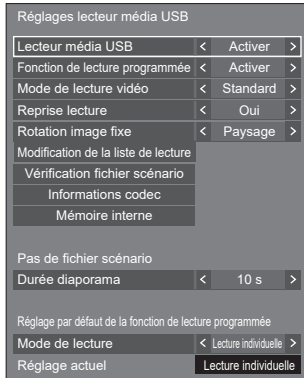 Réglages lecteur média USB
Lecteur média USB < Activer >
Fonction de lecture programmée < Activer >
Mode de lecture vidéo < Standard >
Reprise lecture < Oui >
Rotation image fixe < Paysage >
Modification de la liste de lecture
Vérification fichier scénario
Informations codec
Mémoire interne
Pas de fichier scénario
Durée diaporama < 10 s >
Réglage par défaut de la fonction de lecture programmée
Mode de lecture < Lecture individuelle >
Réglage actuel Lecture individuelle